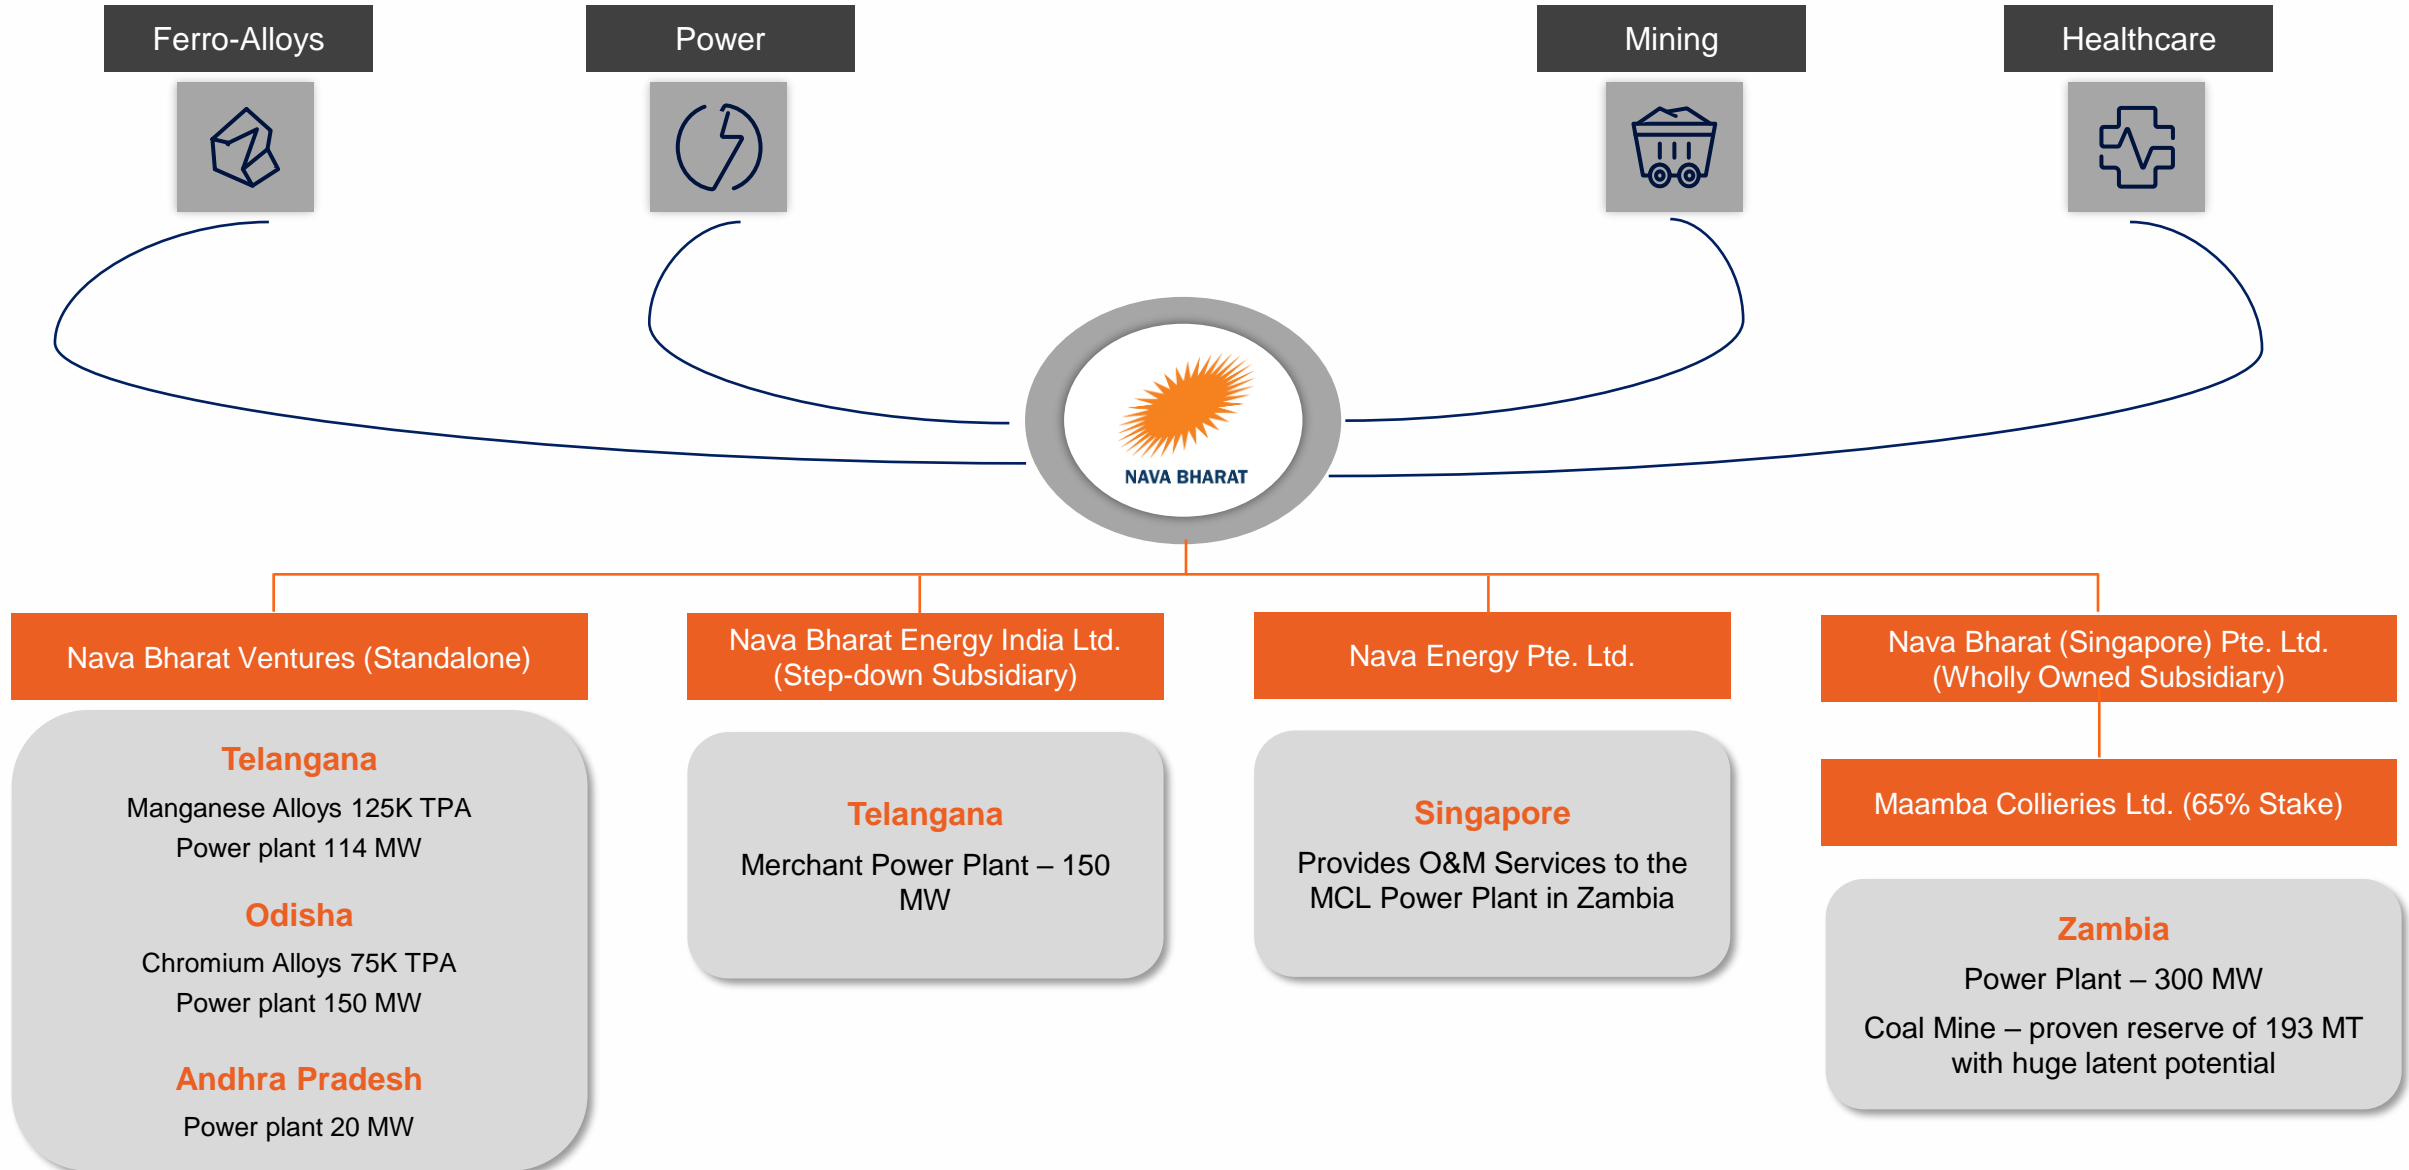 Ferro-Alloys
Power
Mining
Healthcare
NAVA BHARAT
Nava Bharat Ventures (Standalone)
Telangana
Manganese Alloys 125K TPA
Power plant 114 MW
Odisha
Chromium Alloys 75K TPA
Power plant 150 MW
Andhra Pradesh
Power plant 20 MW
Nava Bharat Energy India Ltd.
(Step-down Subsidiary)
Telangana
Merchant Power Plant – 150
MW
Nava Energy Pte. Ltd.
Singapore
Provides O&M Services to the
MCL Power Plant in Zambia
Nava Bharat (Singapore) Pte. Ltd.
(Wholly Owned Subsidiary)
Maamba Collieries Ltd. (65% Stake)
Zambia
Power Plant – 300 MW
Coal Mine – proven reserve of 193 MT
with huge latent potential